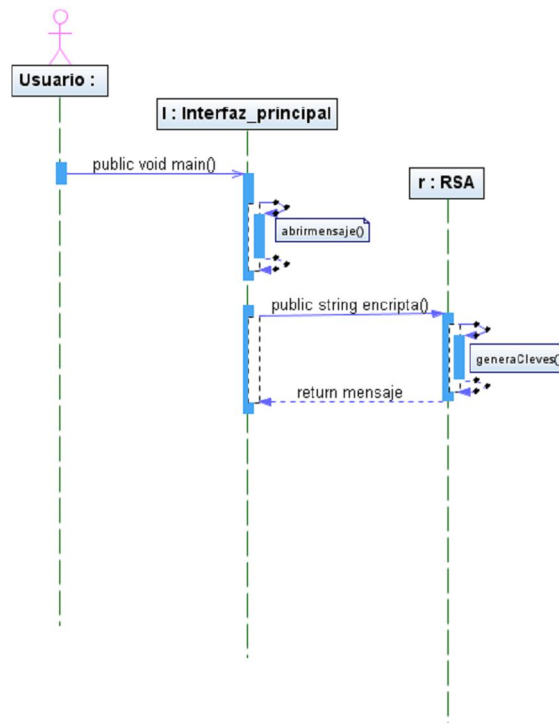 Usuario :
I : Interfaz_principal
public void main()
r : RSA
abrirmensaje()
public string encripta()
generaCleves()
return mensaje